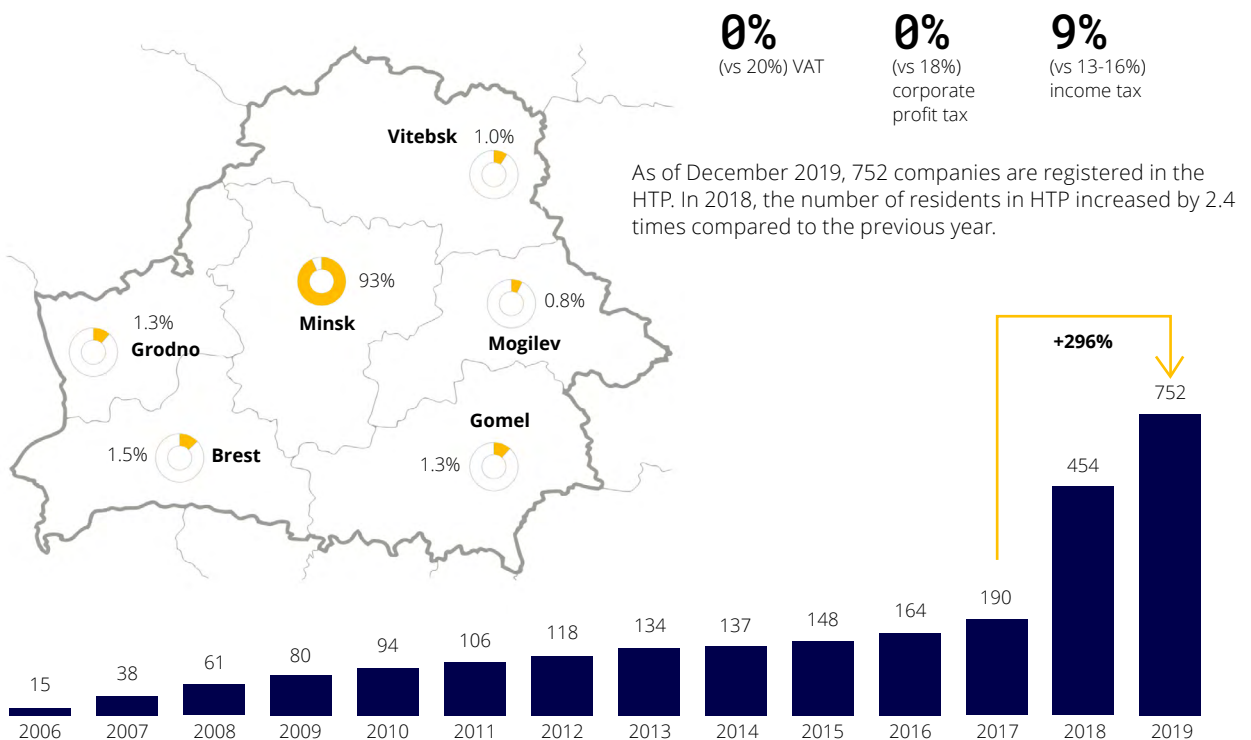 0%
(vs 20%) VAT
0%
(vs 18%)
corporate
profit tax
9%
(vs 13-16%)
income tax
As of December 2019, 752 companies are registered in the
HTP. In 2018, the number of residents in HTP increased by 2.4
times compared to the previous year.
Vitebsk 1.0%
93%
Minsk
0.8%
Mogilev
1.3%
Grodno
1.5% Brest
Gomel
1.3%
+296%
15
38
61
80
94
106
118
134
137
148
164
190
454
752
2006 2007 2008 2009 2010 2011 2012 2013 2014 2015 2016 2017 2018 2019